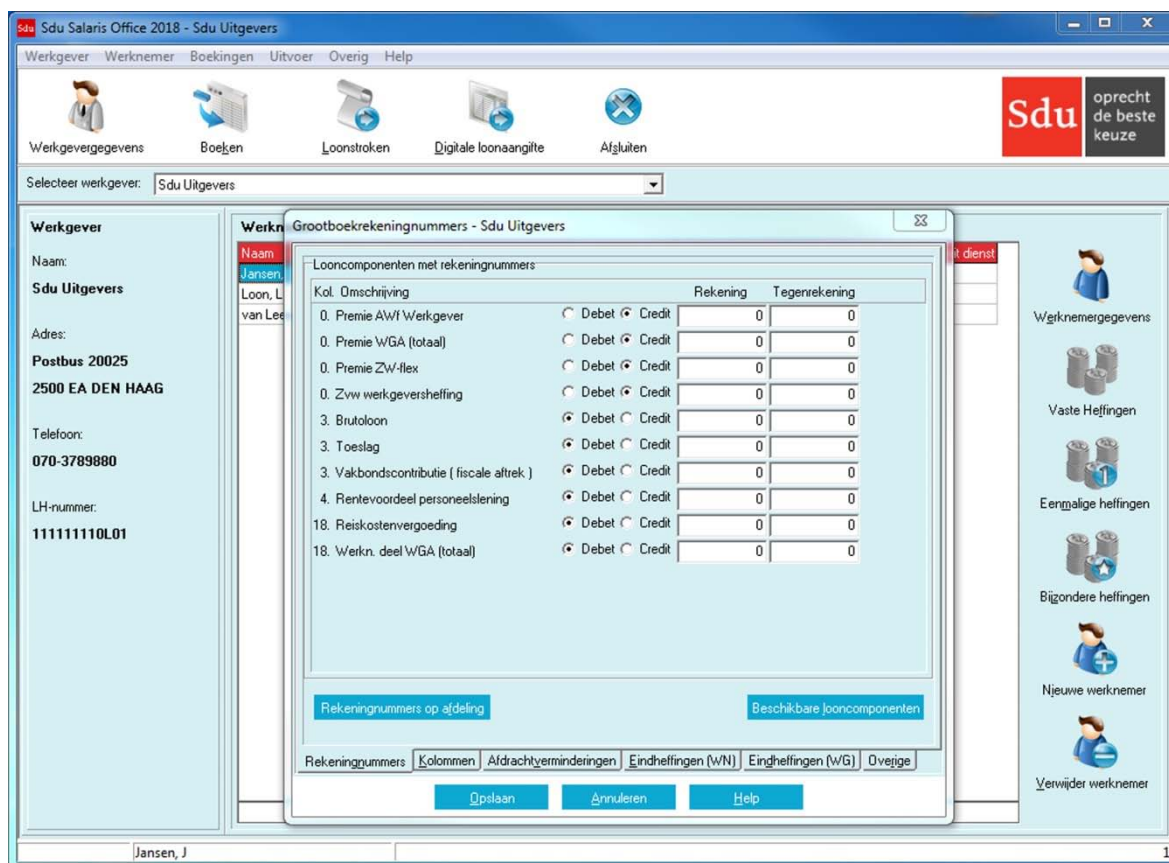 Sdu Sdu Salaris Office 2018 - Sdu Uitgevers
Werkgever Werknemer Boekingen Uitvoer Overig Help
Werkgevergegevens Boeken Loonstroken Digitale loonaangifte Afsluiten
Sdu
oprecht
de beste
keuze
Selecteer werkgever: Sdu Uitgevers
Werkgever
Naam:
Sdu Uitgevers
Adres:
Postbus 20025
2500 EA DEN HAAG
Telefoon:
070-3789880
LH-nummer:
111111110L01
Werkn
Naam
Jansen,
Loon, L
van Lee
it dienst
Grootboekrekeningnummers - Sdu Uitgevers
Looncomponenten met rekeningnummers
Kol. Omschrijving Rekening Tegenrekening
0. Premie AWf Werkgever Debet Credit 0 0
0. Premie WGA (totaal) Debet Credit 0 0
0. Premie ZW-flex Debet Credit 0 0
0. Zvw werkgeversheffing Debet Credit 0 0
3. Brutoloon Debet Credit 0 0
3. Toeslag Debet Credit 0 0
3. Vakbondscontributie ( fiscale aftrek ) Debet Credit 0 0
4. Rentevoordeel personeelslening Debet Credit 0 0
18. Reiskostenvergoeding Debet Credit 0 0
18. Werkn. deel WGA (totaal) Debet Credit 0 0
Rekeningnummers op afdeling Beschikbare looncomponenten
Rekeningnummers Kolommen Afdrachtverminderingen Eindheffingen (WN) Eindheffingen (WG) Overige
Opslaan Annuleren Help
Werknemergegevens
Vaste Heffingen
1
Eenmalige heffingen
Bijzondere heffingen
Nieuwe werknemer
Verwijder werknemer
Jansen, J 1